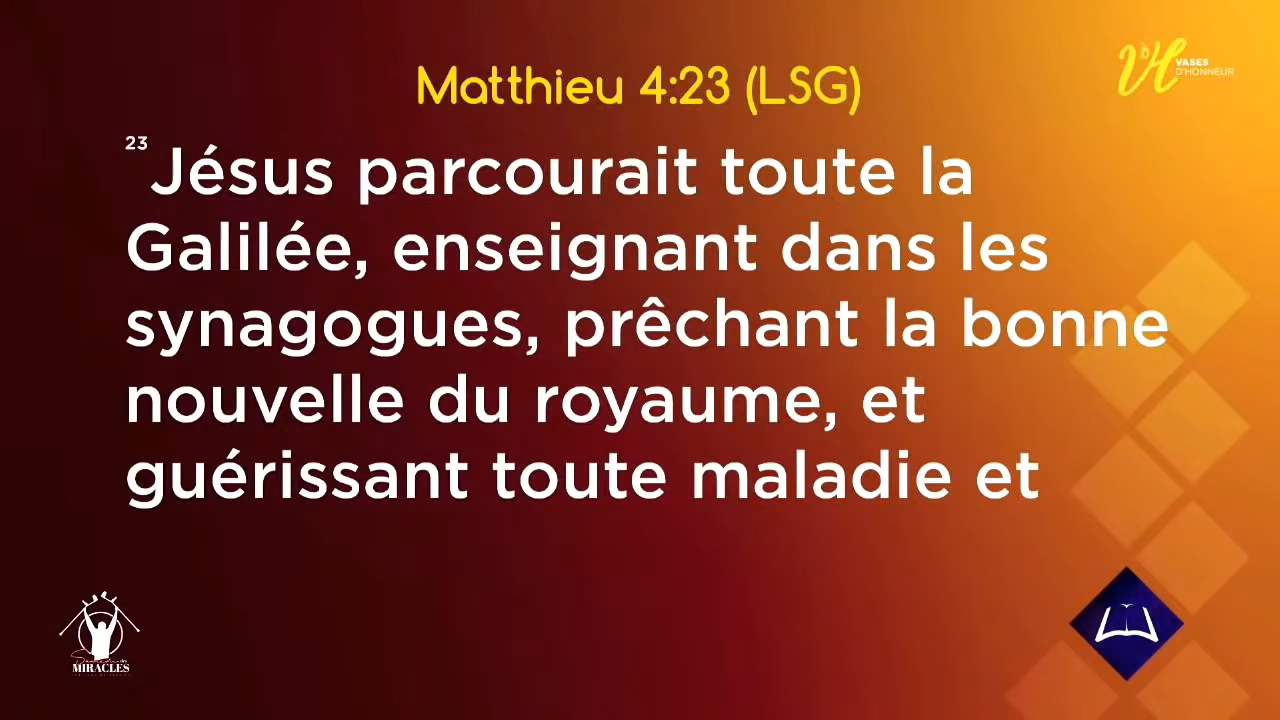 Matthieu 4:23 (LSG)
VASES
D'HONNEUR
23 Jésus parcourait toute la
Galilée, enseignant dans les
synagogues, prêchant la bonne
nouvelle du royaume, et
guérissant toute maladie et
des
MIRACLES